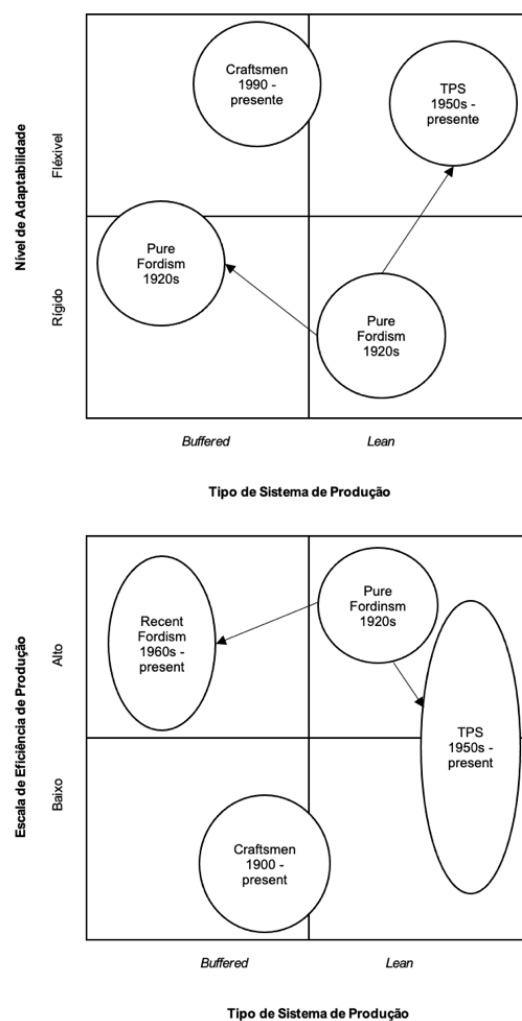 Nível de Adaptabilidade
Fléxivel
Rígido
Craftsmen
1990 -
presente
TPS
1950s -
presente
Pure
Fordism
1920s
Pure
Fordism
1920s
Buffered
Lean
Tipo de Sistema de Produção
Escala de Eficiência de Produção
Alto
Baixo
Recent
Fordism
1960s -
present
Pure
Fordinsm
1920s
TPS
1950s -
present
Craftsmen
1900 -
present
Buffered
Lean
Tipo de Sistema de Produção